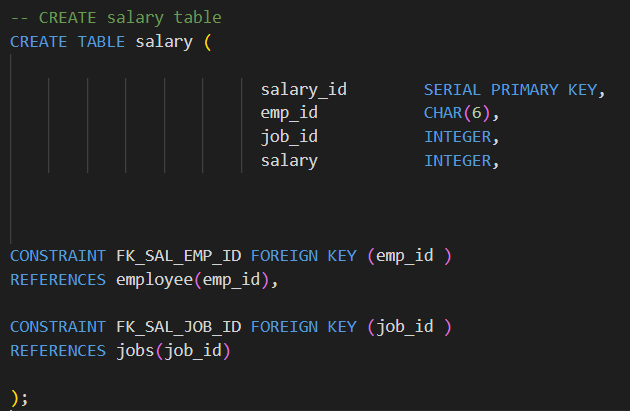 -- CREATE salary table
CREATE TABLE salary (
salary_id SERIAL PRIMARY KEY,
emp_id CHAR(6),
job_id INTEGER,
salary INTEGER,
CONSTRAINT FK_SAL_EMP_ID FOREIGN KEY (emp_id )
REFERENCES employee(emp_id),
CONSTRAINT FK_SAL_JOB_ID FOREIGN KEY (job_id )
REFERENCES jobs(job_id)
);